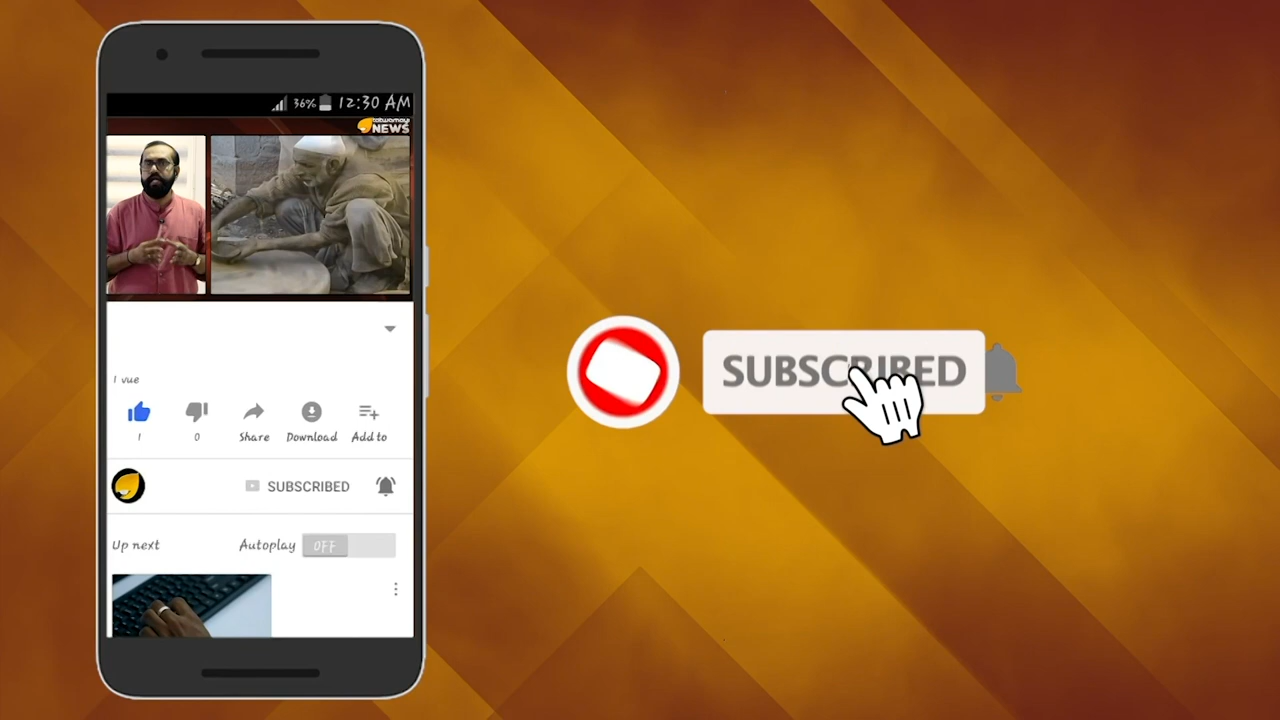 36% 12:30 AM
tatwamayi
NEWS
1 vue
1
0
Share
Download
Add to
SUBSCRIBED
Up next
Autoplay
OFF
SUBSCRIBED